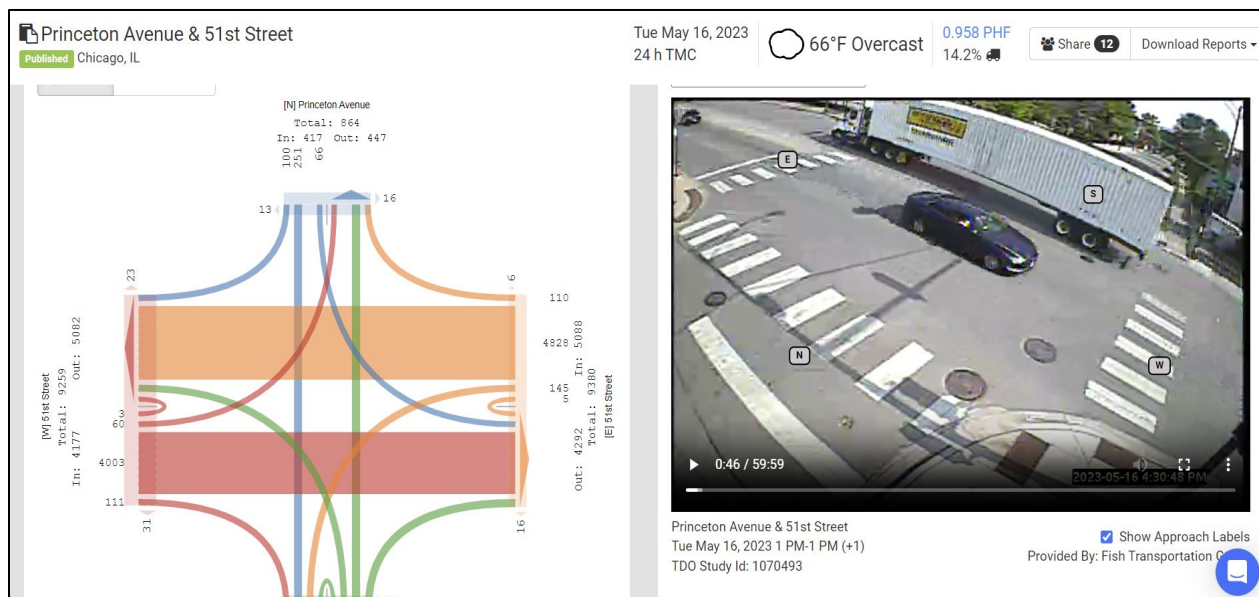 Princeton Avenue & 51st Street
Published Chicago, IL
Tue May 16, 2023
24 h TMC
66°F Overcast
0.958 PHF
14.2%
Share 12
Download Reports
[N] Princeton Avenue
Total: 864
In: 417 Out: 447
100 251 66
13
16
23
6
[W] 51st Street
Total: 9259
In: 4177 Out: 5082
3
60
4003
111
31
110
4828
145
5
[E] 51st Street
Total: 9380
Out: 4292 In: 5088
16
E
S
N
W
0:46 / 59:59
2023-05-16 4:30:48 PM
Princeton Avenue & 51st Street
Tue May 16, 2023 1 PM-1 PM (+1)
TDO Study Id: 1070493
Show Approach Labels
Provided By: Fish Transportation